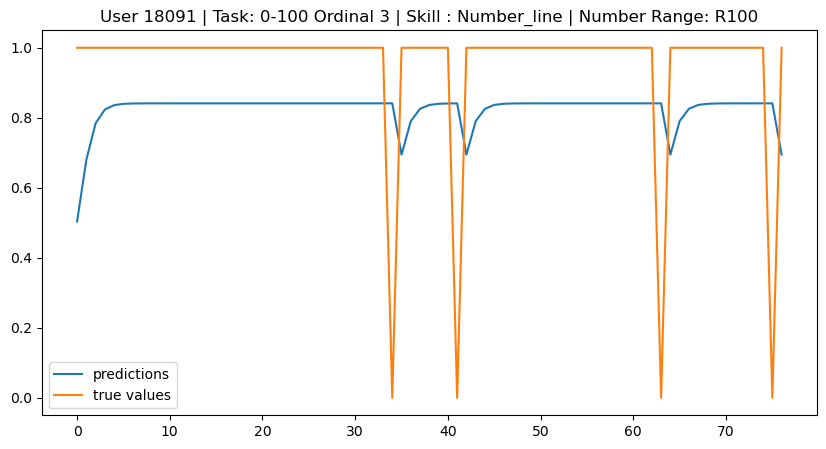 User 18091 | Task: 0-100 Ordinal 3 | Skill : Number_line | Number Range: R100
1.0
0.8
0.6
0.4
0.2
0.0
predictions
true values
0 10 20 30 40 50 60 70